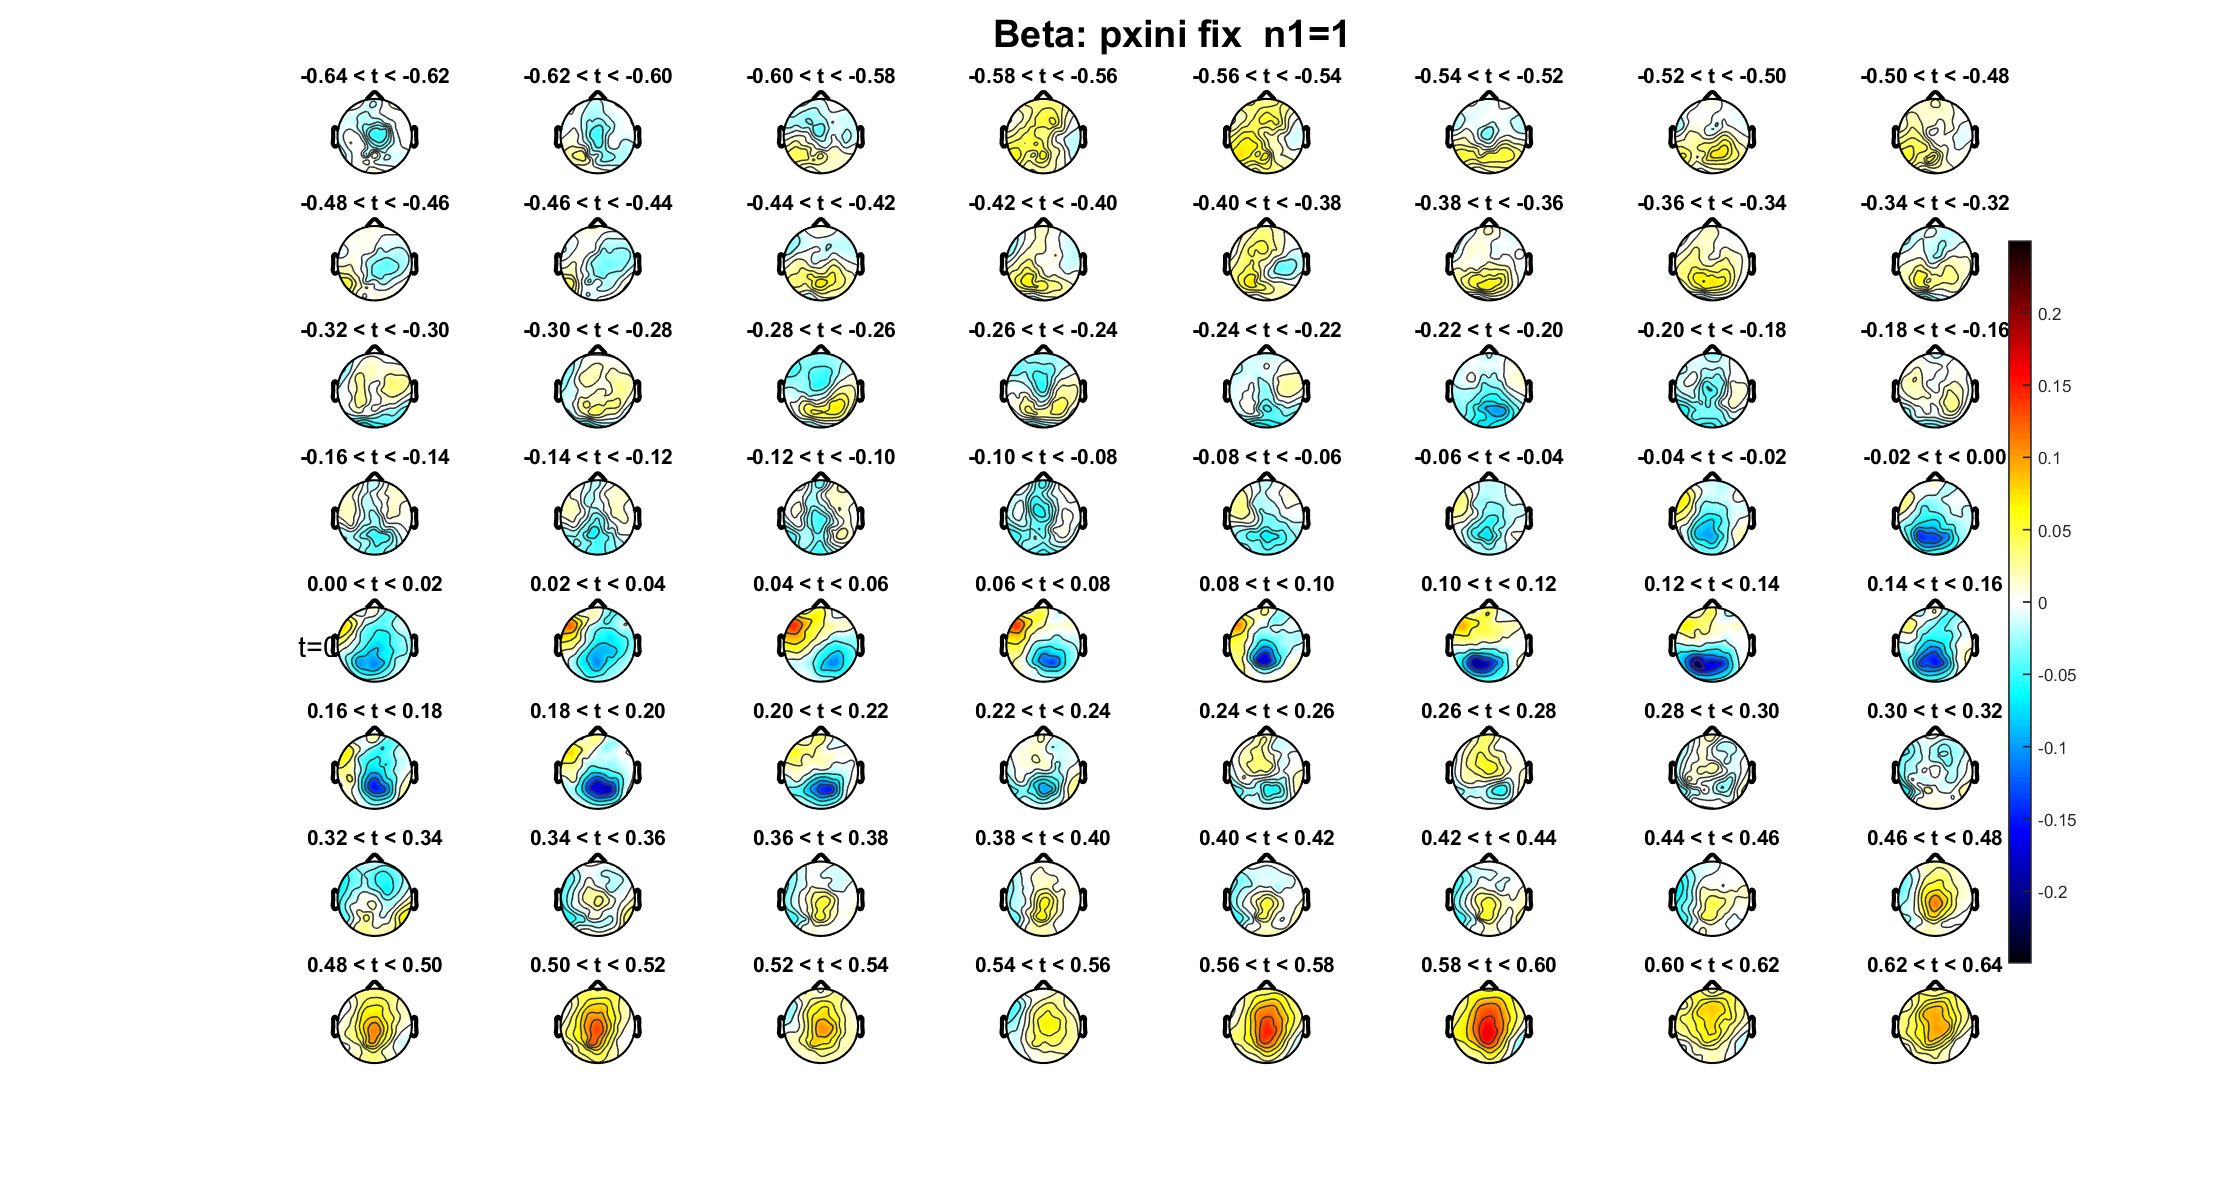 Beta: pxini fix  n1=1
-0.64 < t < -0.62 -0.62 < t < -0.60 -0.60 < t < -0.58 -0.58 < t < -0.56 -0.56 < t < -0.54 -0.54 < t < -0.52 -0.52 < t < -0.50 -0.50 < t < -0.48
-0.48 < t < -0.46 -0.46 < t < -0.44 -0.44 < t < -0.42 -0.42 < t < -0.40 -0.40 < t < -0.38 -0.38 < t < -0.36 -0.36 < t < -0.34 -0.34 < t < -0.32
-0.32 < t < -0.30 -0.30 < t < -0.28 -0.28 < t < -0.26 -0.26 < t < -0.24 -0.24 < t < -0.22 -0.22 < t < -0.20 -0.20 < t < -0.18 -0.18 < t < -0.16
-0.16 < t < -0.14 -0.14 < t < -0.12 -0.12 < t < -0.10 -0.10 < t < -0.08 -0.08 < t < -0.06 -0.06 < t < -0.04 -0.04 < t < -0.02 -0.02 < t < 0.00
0.00 < t < 0.02 0.02 < t < 0.04 0.04 < t < 0.06 0.06 < t < 0.08 0.08 < t < 0.10 0.10 < t < 0.12 0.12 < t < 0.14 0.14 < t < 0.16
t=0
0.16 < t < 0.18 0.18 < t < 0.20 0.20 < t < 0.22 0.22 < t < 0.24 0.24 < t < 0.26 0.26 < t < 0.28 0.28 < t < 0.30 0.30 < t < 0.32
0.32 < t < 0.34 0.34 < t < 0.36 0.36 < t < 0.38 0.38 < t < 0.40 0.40 < t < 0.42 0.42 < t < 0.44 0.44 < t < 0.46 0.46 < t < 0.48
0.48 < t < 0.50 0.50 < t < 0.52 0.52 < t < 0.54 0.54 < t < 0.56 0.56 < t < 0.58 0.58 < t < 0.60 0.60 < t < 0.62 0.62 < t < 0.64
0.2
0.15
0.1
0.05
0
-0.05
-0.1
-0.15
-0.2